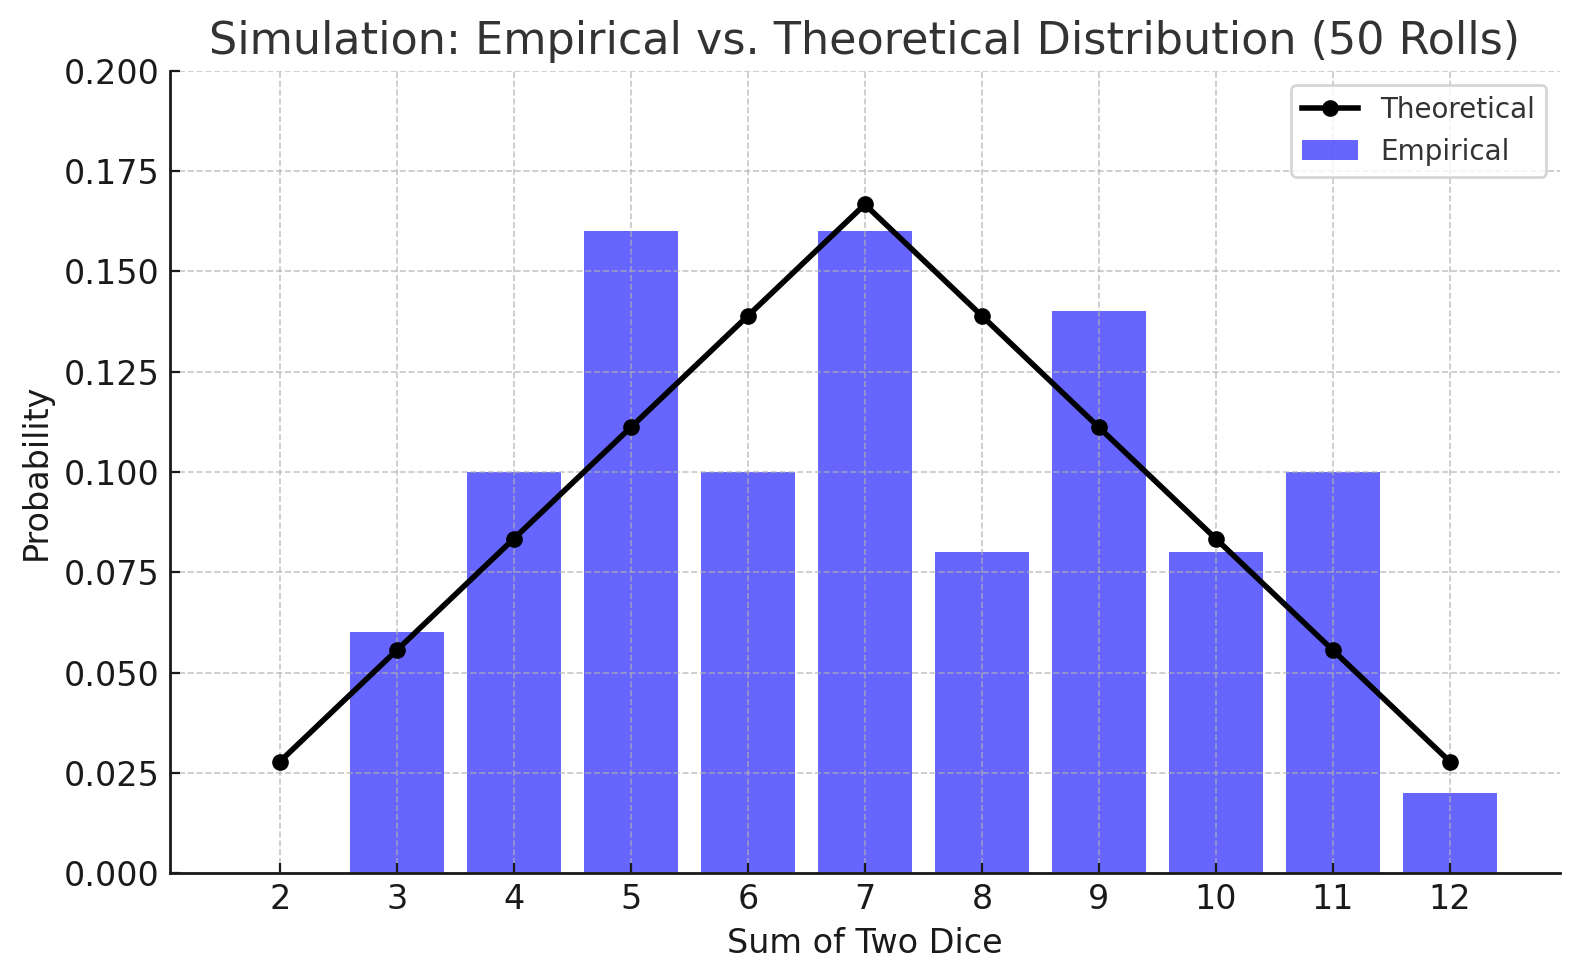 Simulation: Empirical vs. Theoretical Distribution (50 Rolls)
0.200
0.175
0.150
0.125
0.100
0.075
0.050
0.025
0.000
Probability
Theoretical
Empirical
2 3 4 5 6 7 8 9 10 11 12
Sum of Two Dice